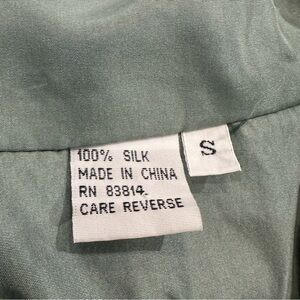 100% SILK
MADE IN CHINA
RN 83814
CARE REVERSE
S